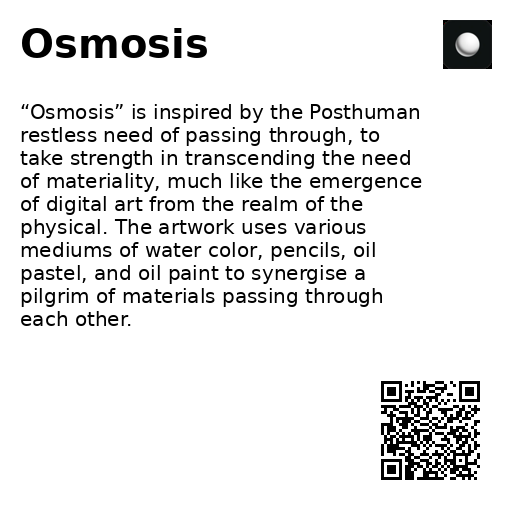 Osmosis
“Osmosis” is inspired by the Posthuman
restless need of passing through, to
take strength in transcending the need
of materiality, much like the emergence
of digital art from the realm of the
physical. The artwork uses various
mediums of water color, pencils, oil
pastel, and oil paint to synergise a
pilgrim of materials passing through
each other.